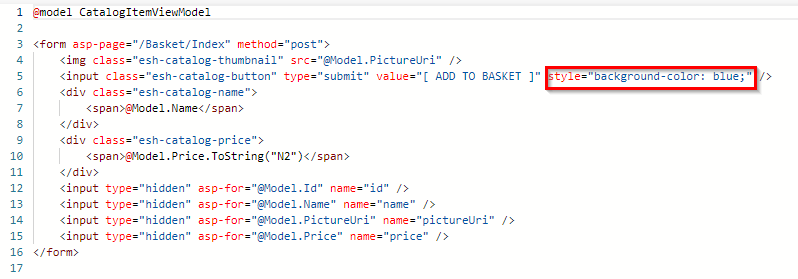 1 @model CatalogItemViewModel
2
3 <form asp-page="/Basket/Index" method="post">
4 <img class="esh-catalog-thumbnail" src="@Model.PictureUri" />
5 <input class="esh-catalog-button" type="submit" value="[ ADD TO BASKET ]" style="background-color: blue;" />
6 <div class="esh-catalog-name">
7 <span>@Model.Name</span>
8 </div>
9 <div class="esh-catalog-price">
10 <span>@Model.Price.ToString("N2")</span>
11 </div>
12 <input type="hidden" asp-for="@Model.Id" name="id" />
13 <input type="hidden" asp-for="@Model.Name" name="name" />
14 <input type="hidden" asp-for="@Model.PictureUri" name="pictureUri" />
15 <input type="hidden" asp-for="@Model.Price" name="price" />
16 </form>
17